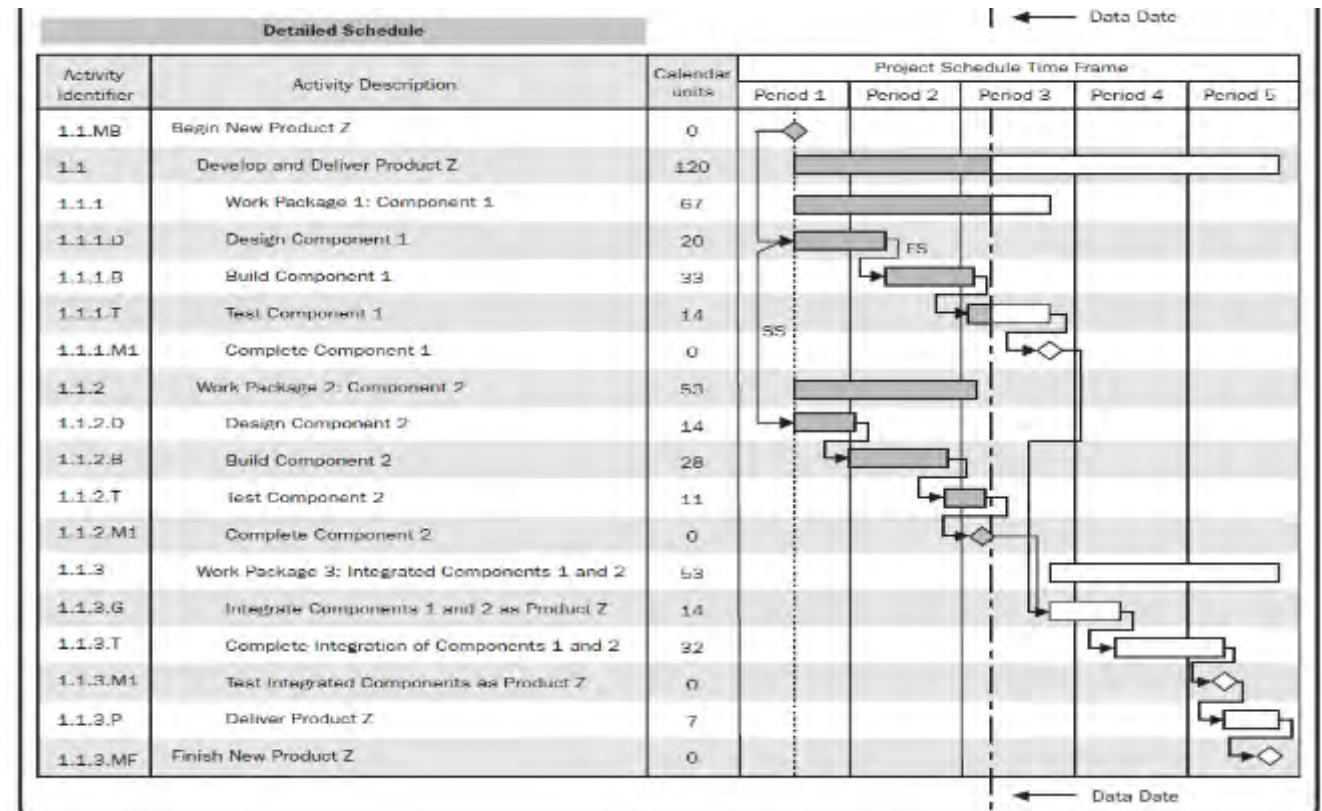 Data Date
Detailed Schedule
Activity Identifier Activity Description Calendar units Project Schedule Time Frame
Period 1 Period 2 Period 3 Period 4 Period 5
1.1.MB Begin New Product Z 0
1.1 Develop and Deliver Product Z 120
1.1.1 Work Package 1: Component 1 67
1.1.1.D Design Component 1 20
FS
1.1.1.B Build Component 1 33
1.1.1.T Test Component 1 14
SS
1.1.1.M1 Complete Component 1 0
1.1.2 Work Package 2: Component 2 53
1.1.2.D Design Component 2 14
1.1.2.B Build Component 2 28
1.1.2.T Test Component 2 11
1.1.2.M1 Complete Component 2 0
1.1.3 Work Package 3: Integrated Components 1 and 2 53
1.1.3.G Integrate Components 1 and 2 as Product Z 14
1.1.3.T Complete Integration of Components 1 and 2 32
1.1.3.M1 Test Integrated Components as Product Z 0
1.1.3.P Deliver Product Z 7
1.1.3.MF Finish New Product Z 0
Data Date